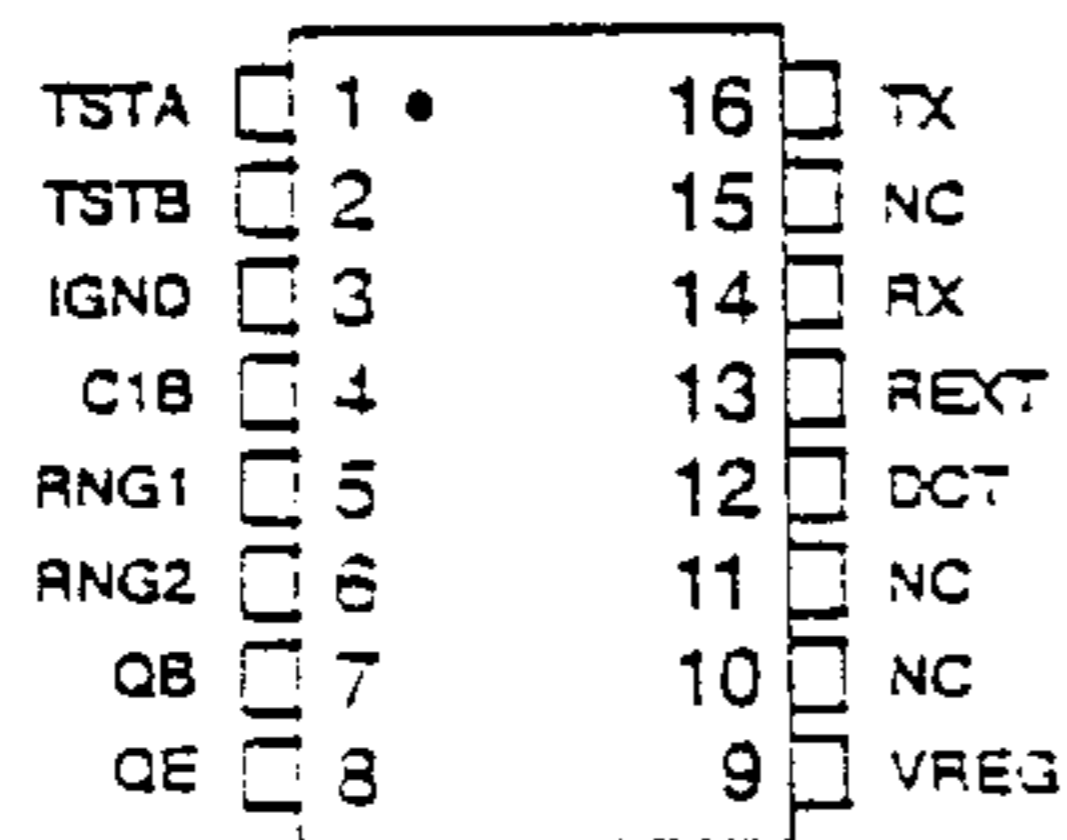 TSTA 1 16 TX
TSTB 2 15 NC
IGND 3 14 RX
C1B 4 13 REXT
RNG1 5 12 DCT
RNG2 6 11 NC
QB 7 10 NC
QE 8 9 VREG